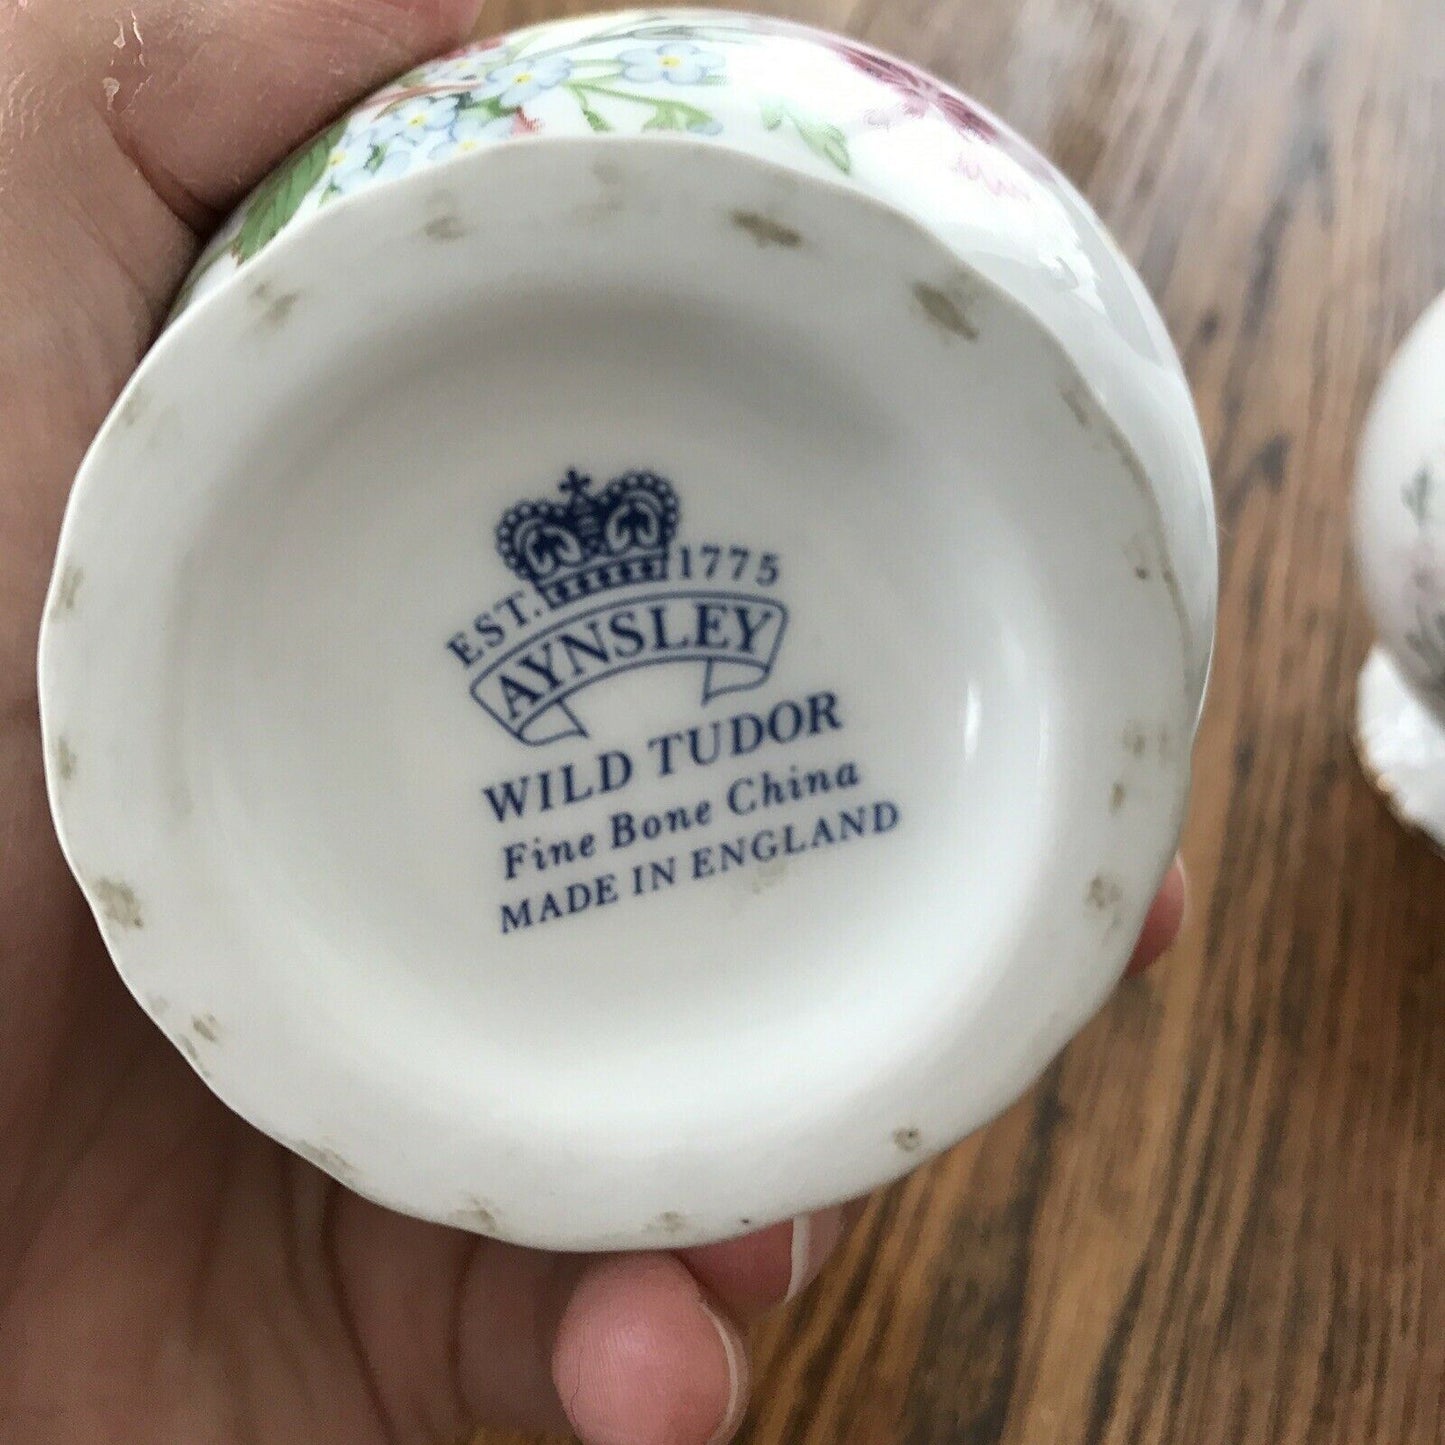 EST. 1775
AYNSLEY
WILD TUDOR
Fine Bone China
MADE IN ENGLAND